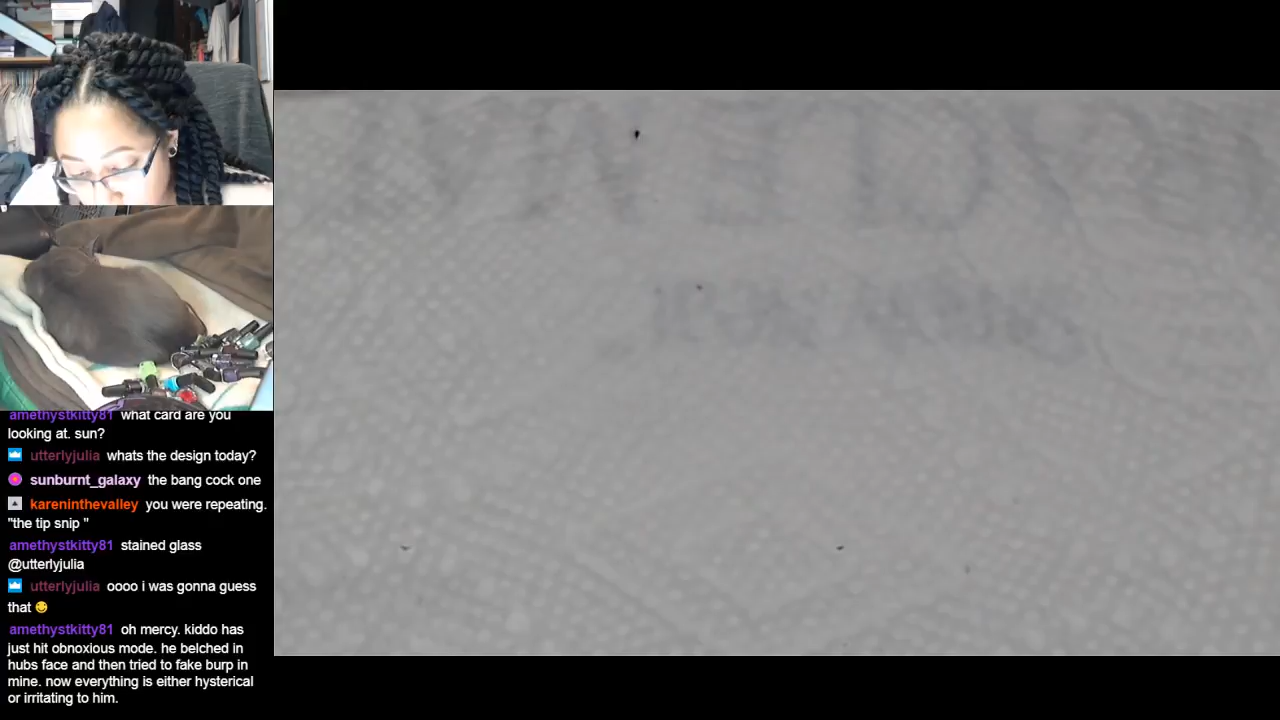 amethystkitty81 what card are you
looking at. sun?
utterlyjulia whats the design today?
sunburnt_galaxy the bang cock one
kareninthevalley you were repeating.
"the tip snip "
amethystkitty81 stained glass
@utterlyjulia
utterlyjulia oooo i was gonna guess
that
amethystkitty81 oh mercy. kiddo has
just hit obnoxious mode. he belched in
hubs face and then tried to fake burp in
mine. now everything is either hysterical
or irritating to him.